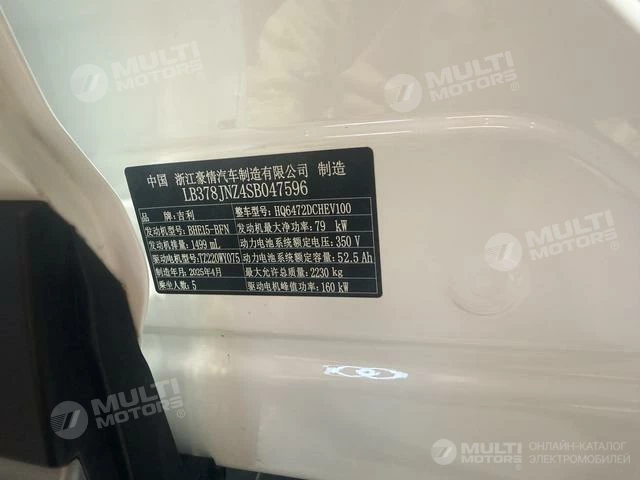 中国 浙江豪情汽车制造有限公司 制造
LB378JNZ4SB047596
品牌:吉利 整车型号:HQ6472DCHEV100
发动机型号:BHE15-BFN 发动机最大净功率:79 kW
发动机排量:1499 mL 动力电池系统额定电压:350 V
驱动电机型号:TZ220XY075 动力电池系统额定容量:52.5 Ah
制造年月:2025年4月 最大允许总质量:2230 kg
乘坐人数:5 驱动电机峰值功率:160 kW
MULTI MOTORS
MULTI MOTORS
MULTI MOTORS
MULTI MOTORS
ОНЛАЙН-КАТАЛОГ
ЭЛЕКТРОМОБИЛЕЙ